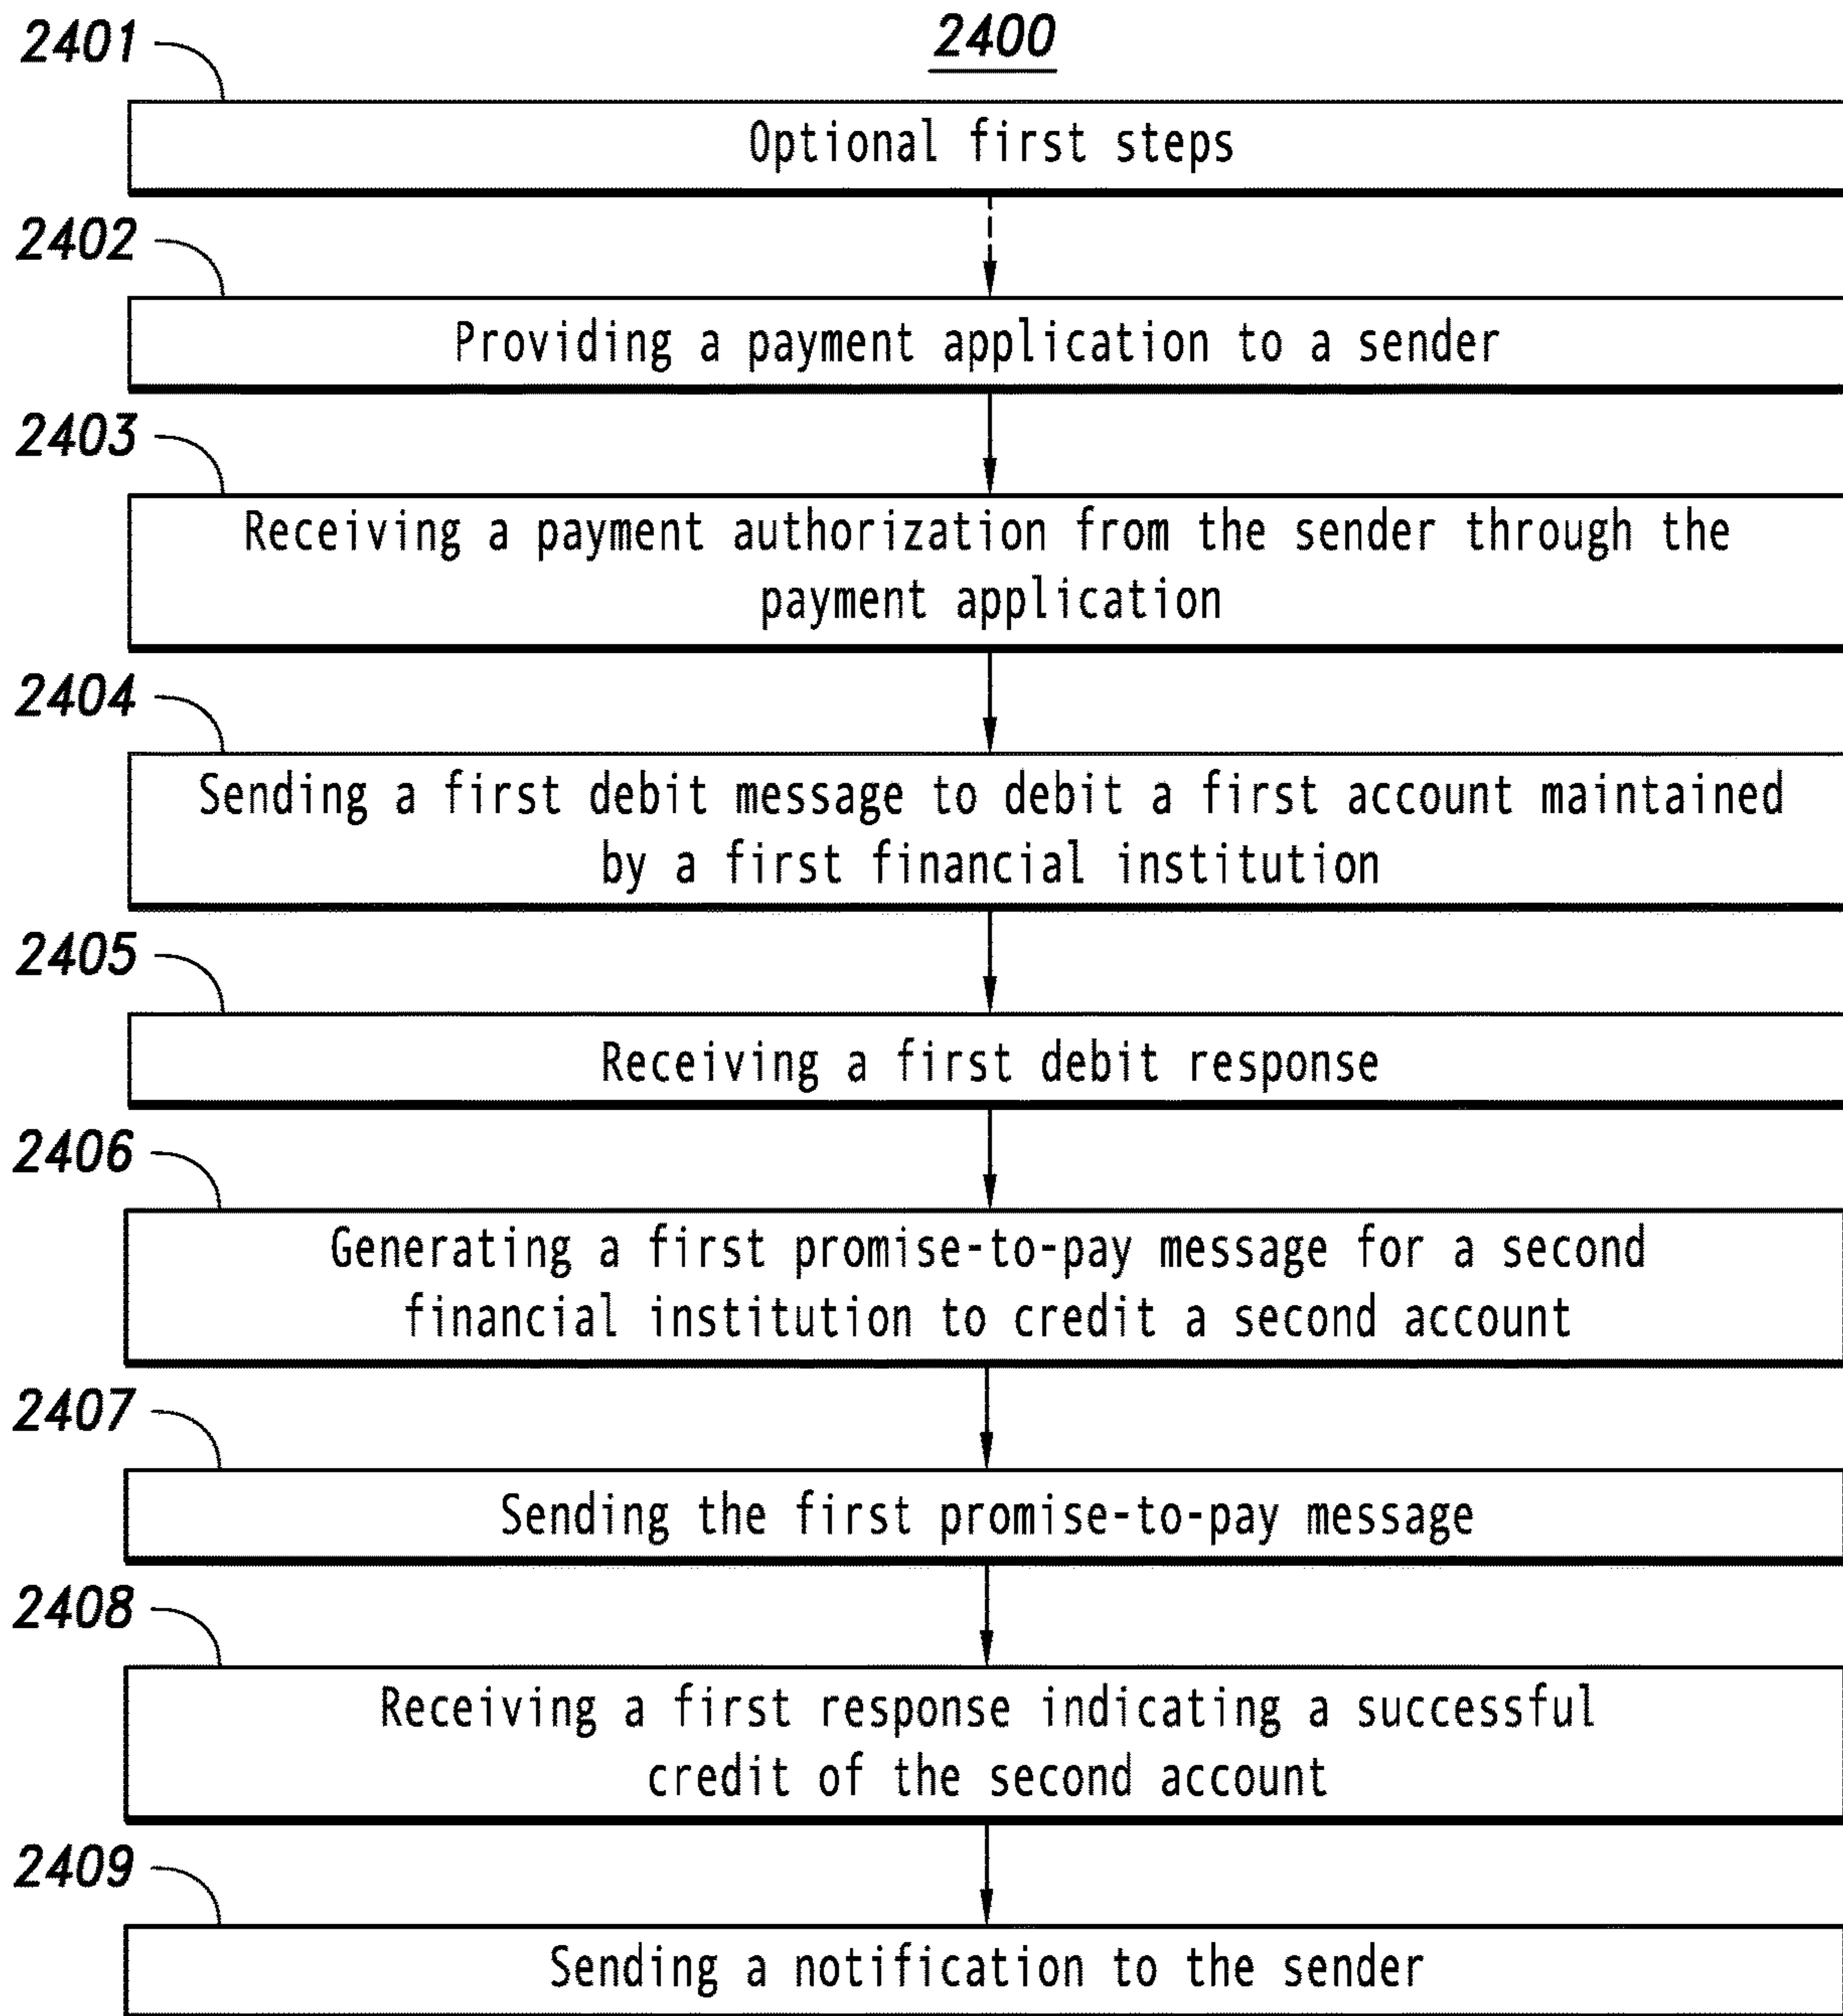 2400
2401
Optional first steps
2402
Providing a payment application to a sender
2403
Receiving a payment authorization from the sender through the
payment application
2404
Sending a first debit message to debit a first account maintained
by a first financial institution
2405
Receiving a first debit response
2406
Generating a first promise-to-pay message for a second
financial institution to credit a second account
2407
Sending the first promise-to-pay message
2408
Receiving a first response indicating a successful
credit of the second account
2409
Sending a notification to the sender